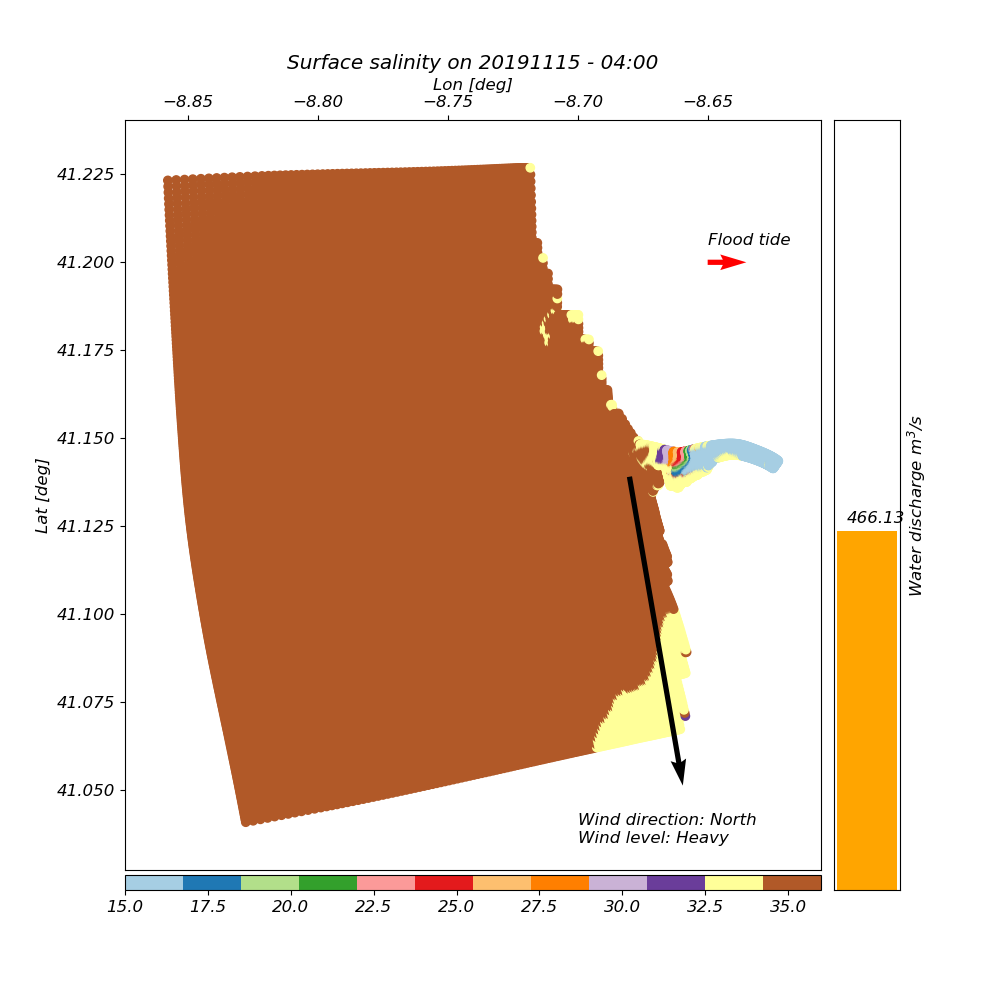 Surface salinity on 20191115 - 04:00
Lon [deg]
−8.85 −8.80 −8.75 −8.70 −8.65
41.225
41.200
41.175
41.150
41.125
41.100
41.075
41.050
Lat [deg]
Flood tide
Wind direction: North
Wind level: Heavy
15.0 17.5 20.0 22.5 25.0 27.5 30.0 32.5 35.0
466.13
Water discharge m³/s